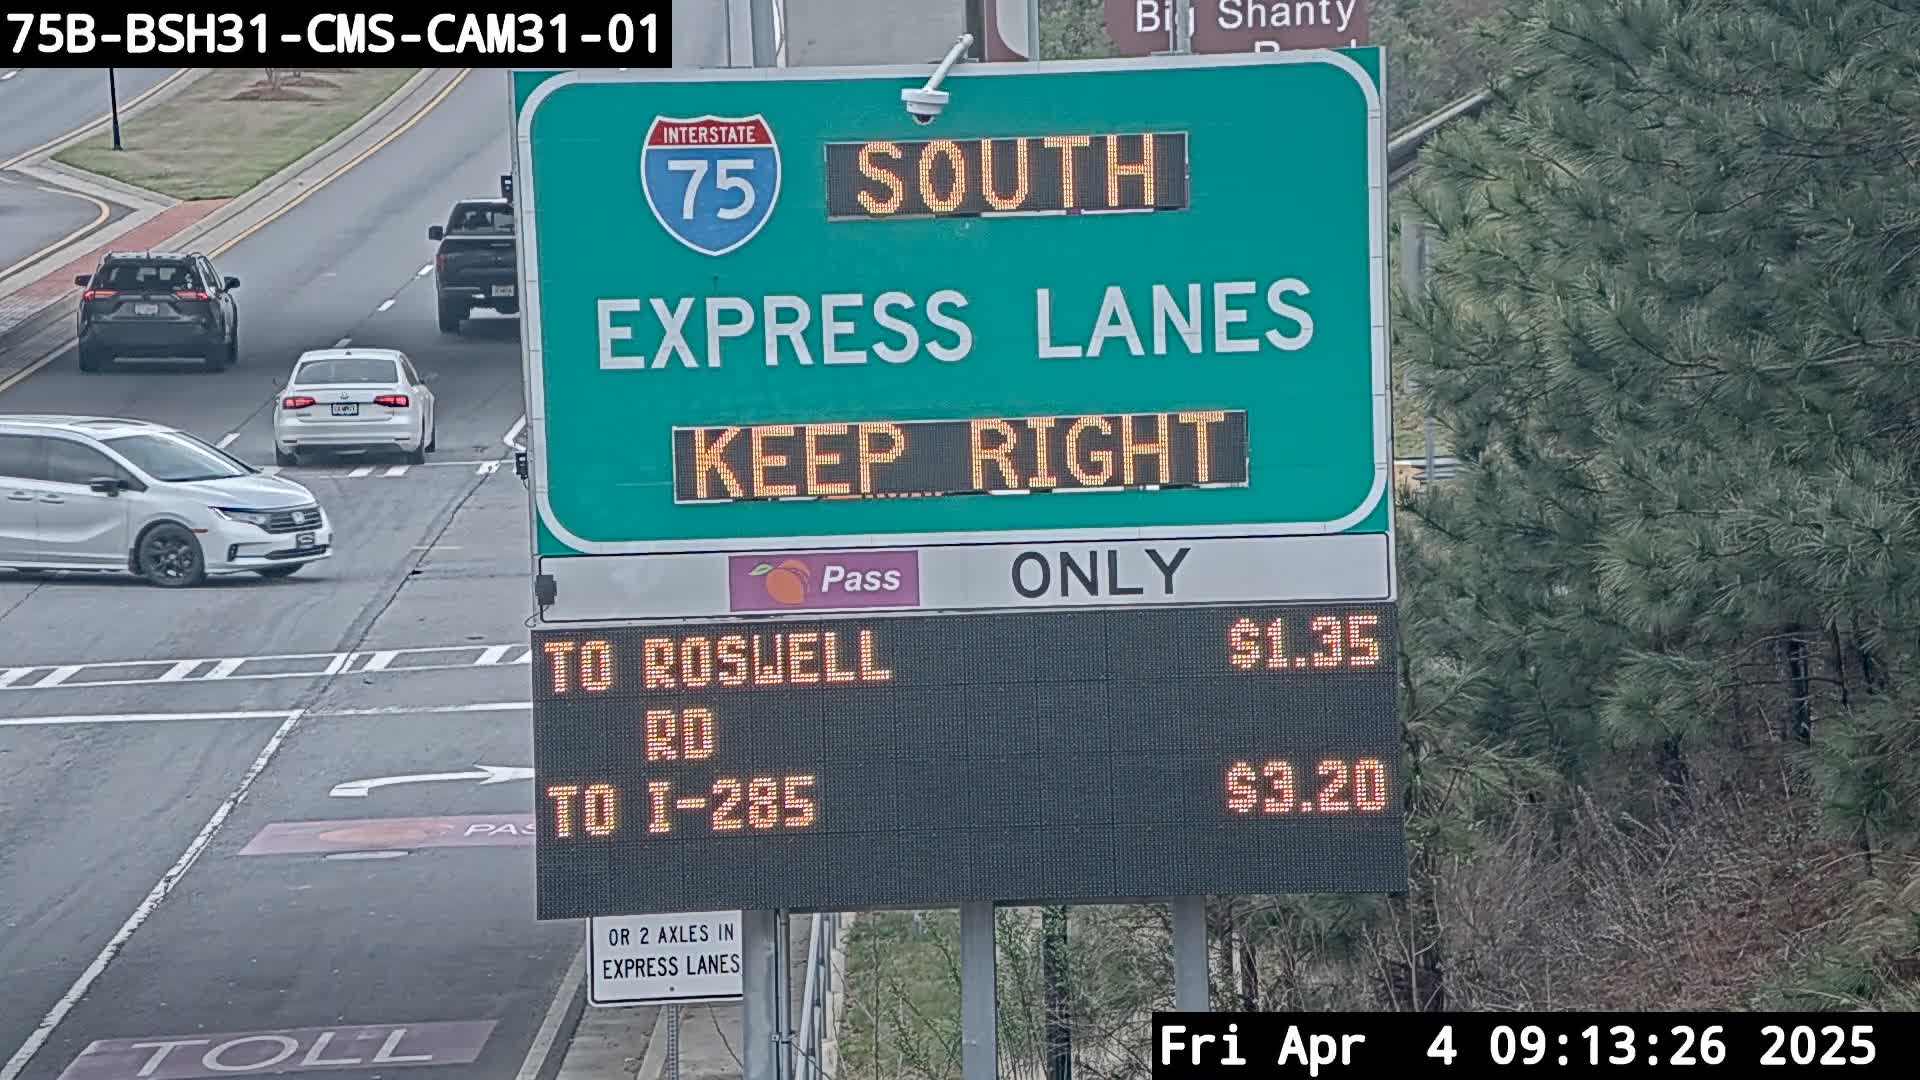 75B-BSH31-CMS-CAM31-01
Big Shanty
INTERSTATE
75
SOUTH
EXPRESS LANES
KEEP RIGHT
Pass ONLY
TO ROSWELL $1.35
RD
TO I-285 $3.20
OR 2 AXLES IN
EXPRESS LANES
TOLL
Fri Apr 4 09:13:26 2025